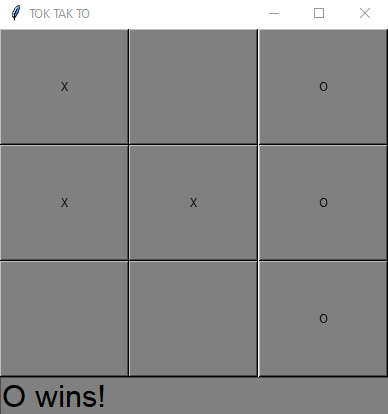 TOK TAK TO
X O
X X O
O
O wins!